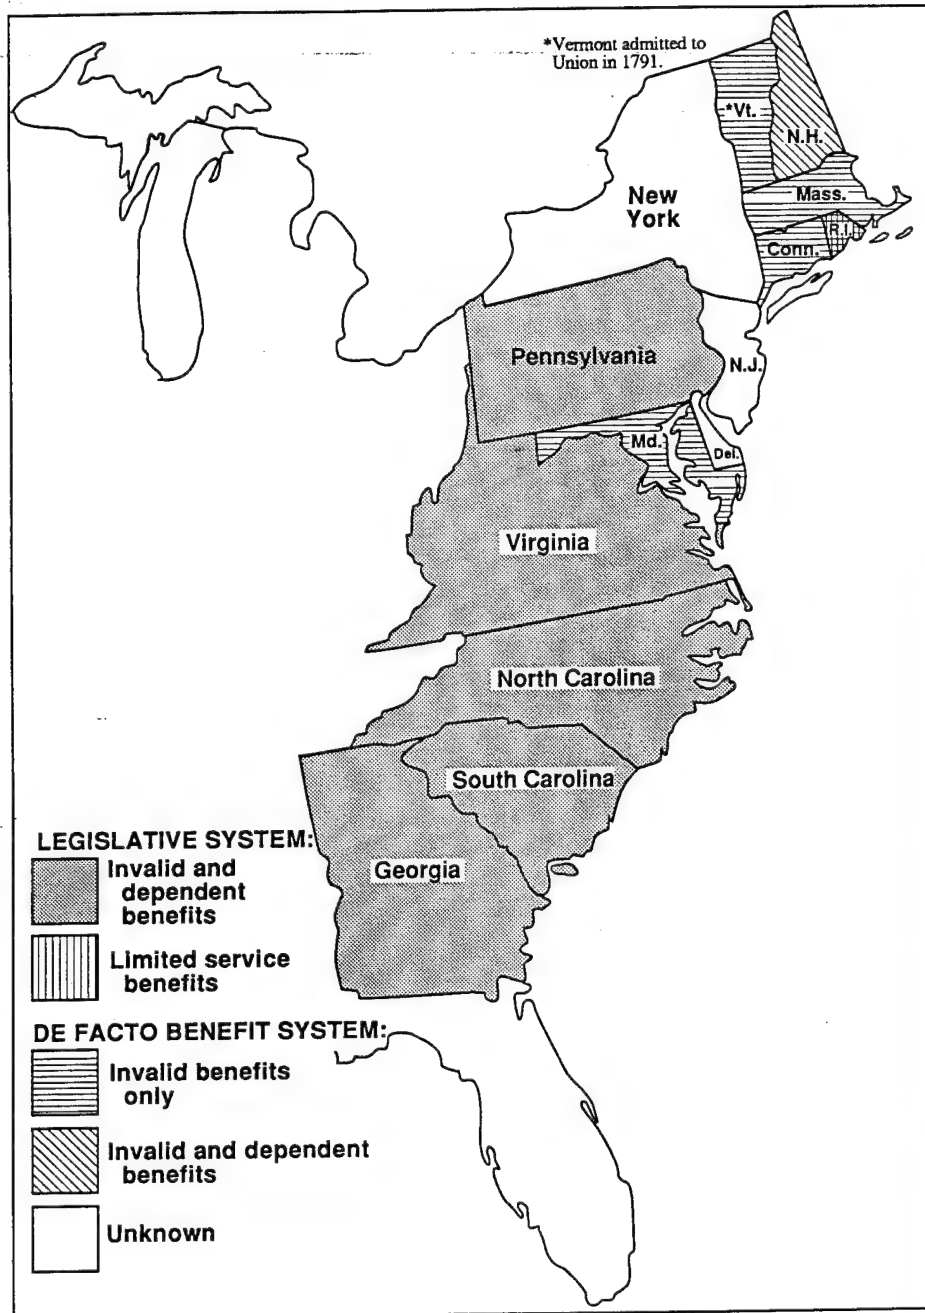 *Vermont admitted to
Union in 1791.
*Vt.
N.H.
New
York
Mass.
R.I.
Conn.
Pennsylvania
N.J.
Md.
Del.
Virginia
North Carolina
South Carolina
Georgia
LEGISLATIVE SYSTEM:
Invalid and
dependent
benefits
Limited service
benefits
DE FACTO BENEFIT SYSTEM:
Invalid benefits
only
Invalid and dependent
benefits
Unknown